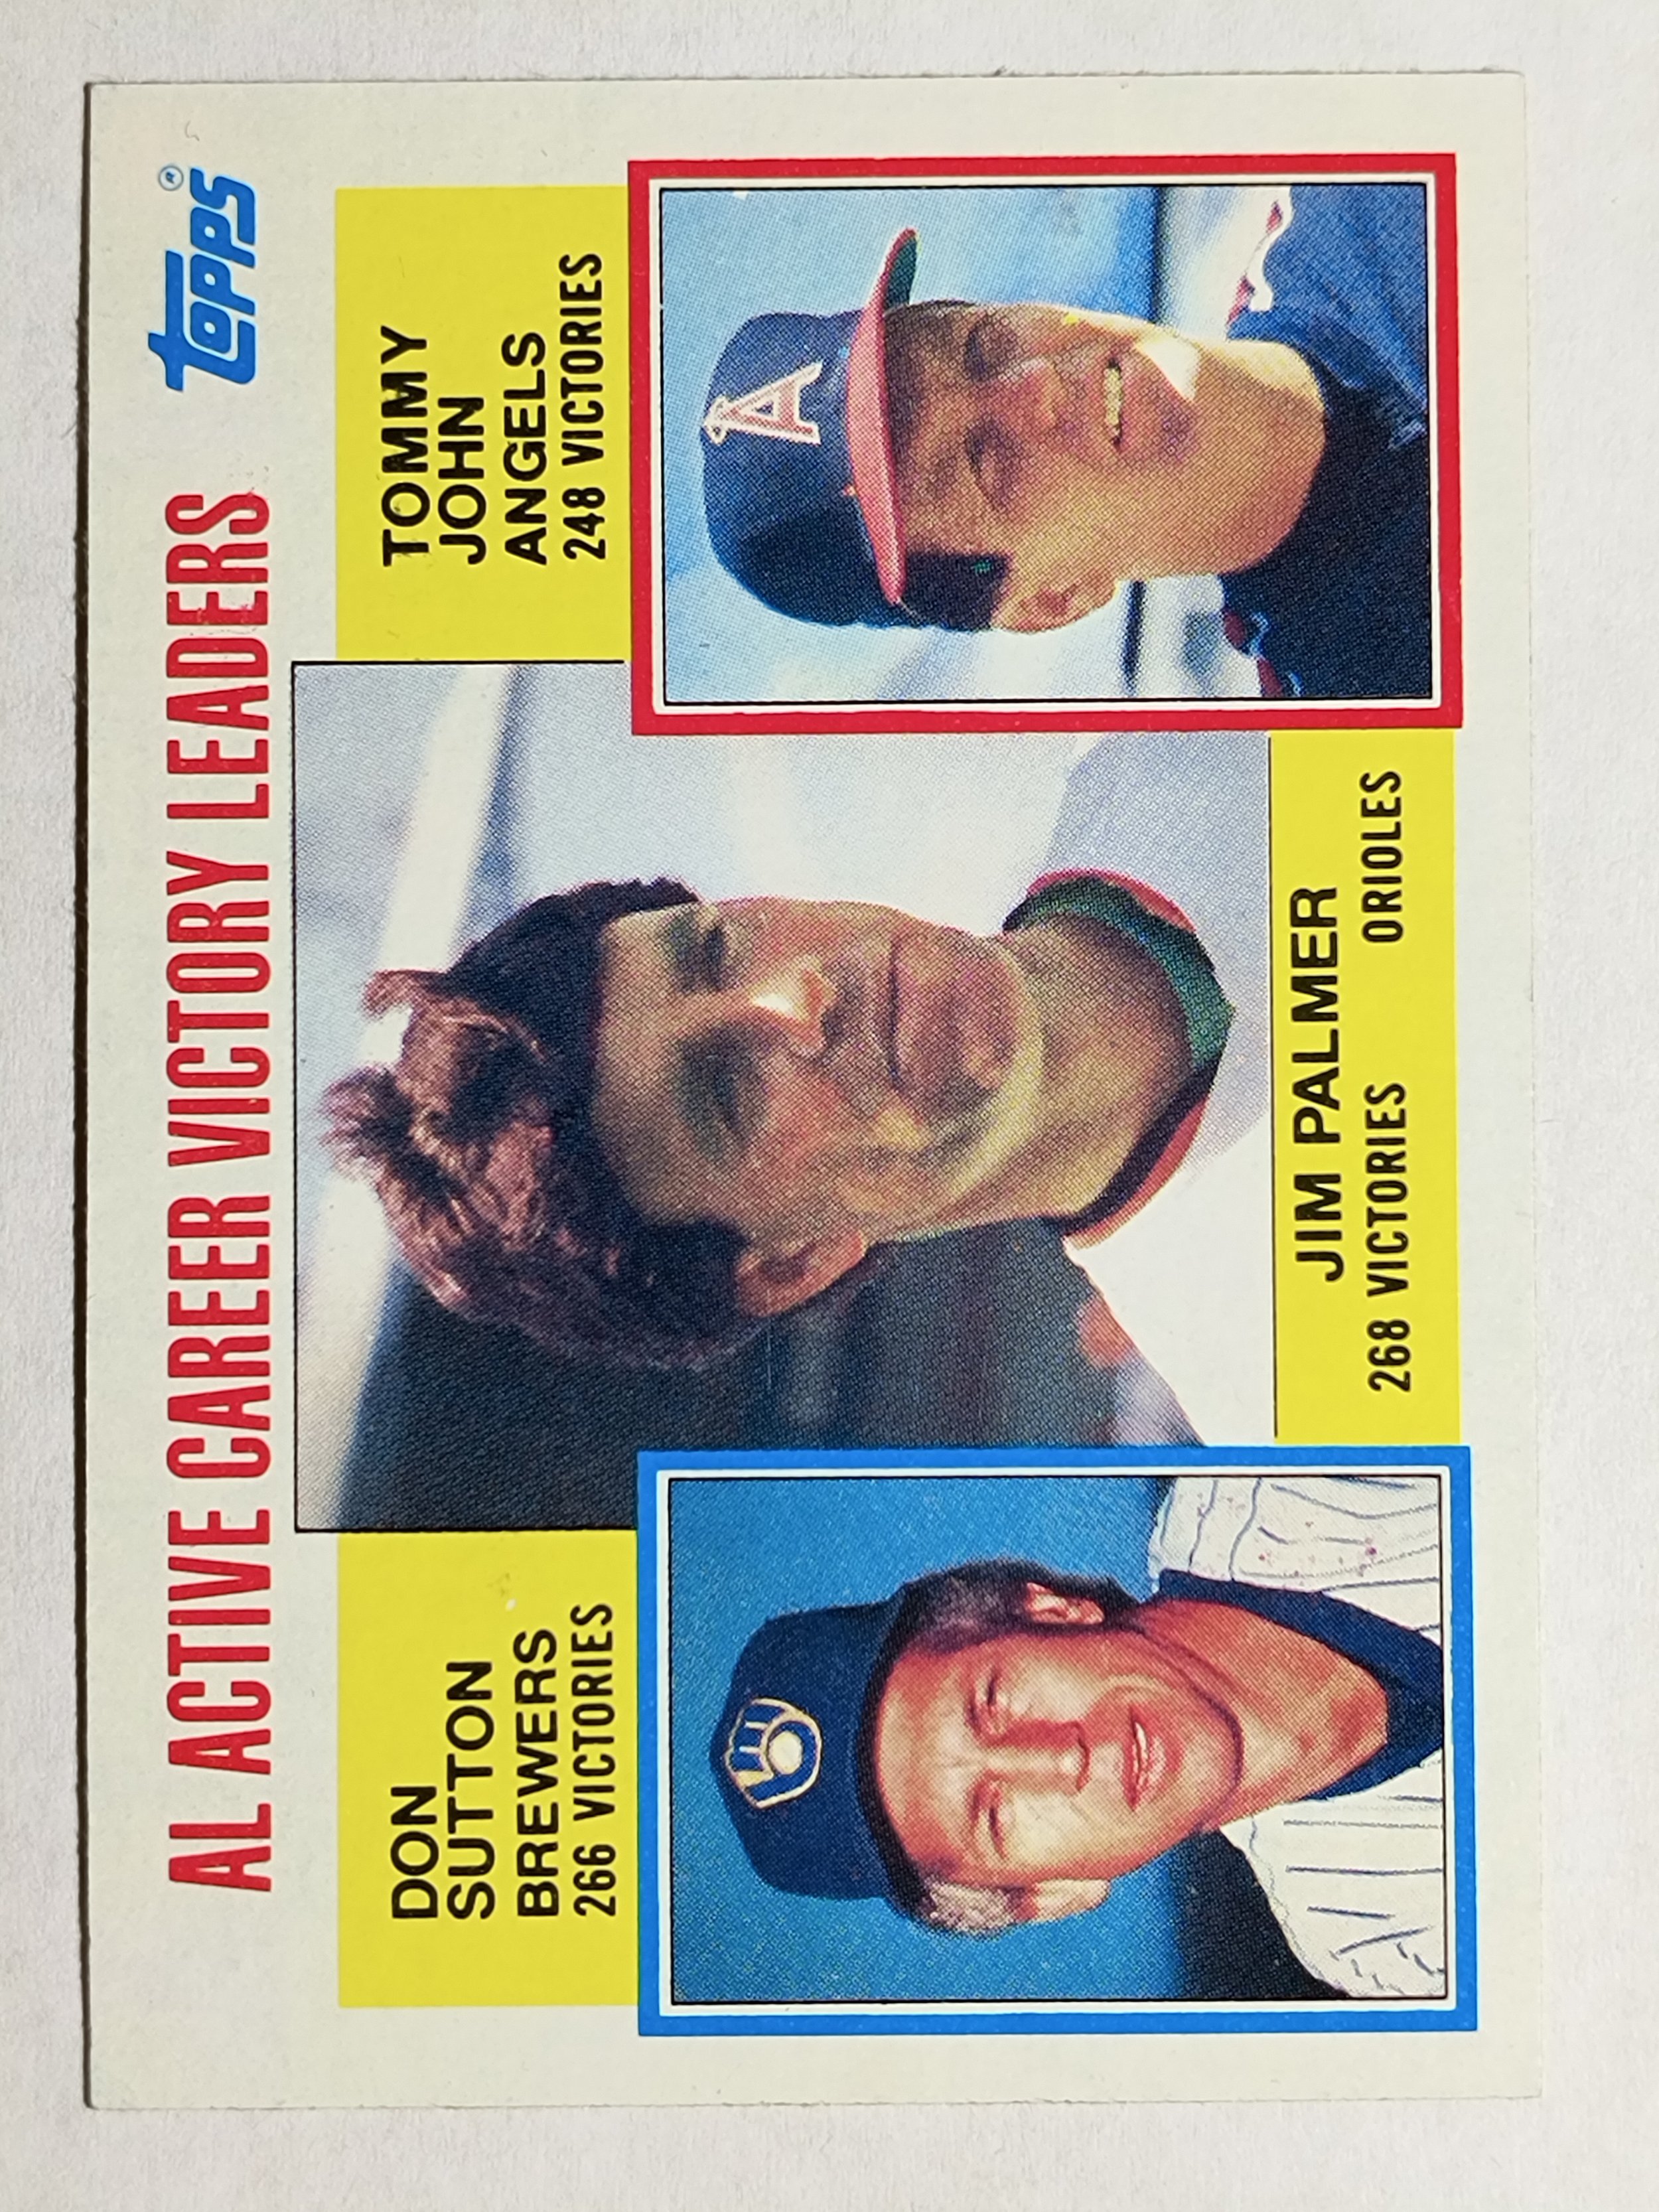 AL ACTIVE CAREER VICTORY LEADERS
Topps®
DON
SUTTON
BREWERS
266 VICTORIES
TOMMY
JOHN
ANGELS
248 VICTORIES
A
JIM PALMER
268 VICTORIES ORIOLES